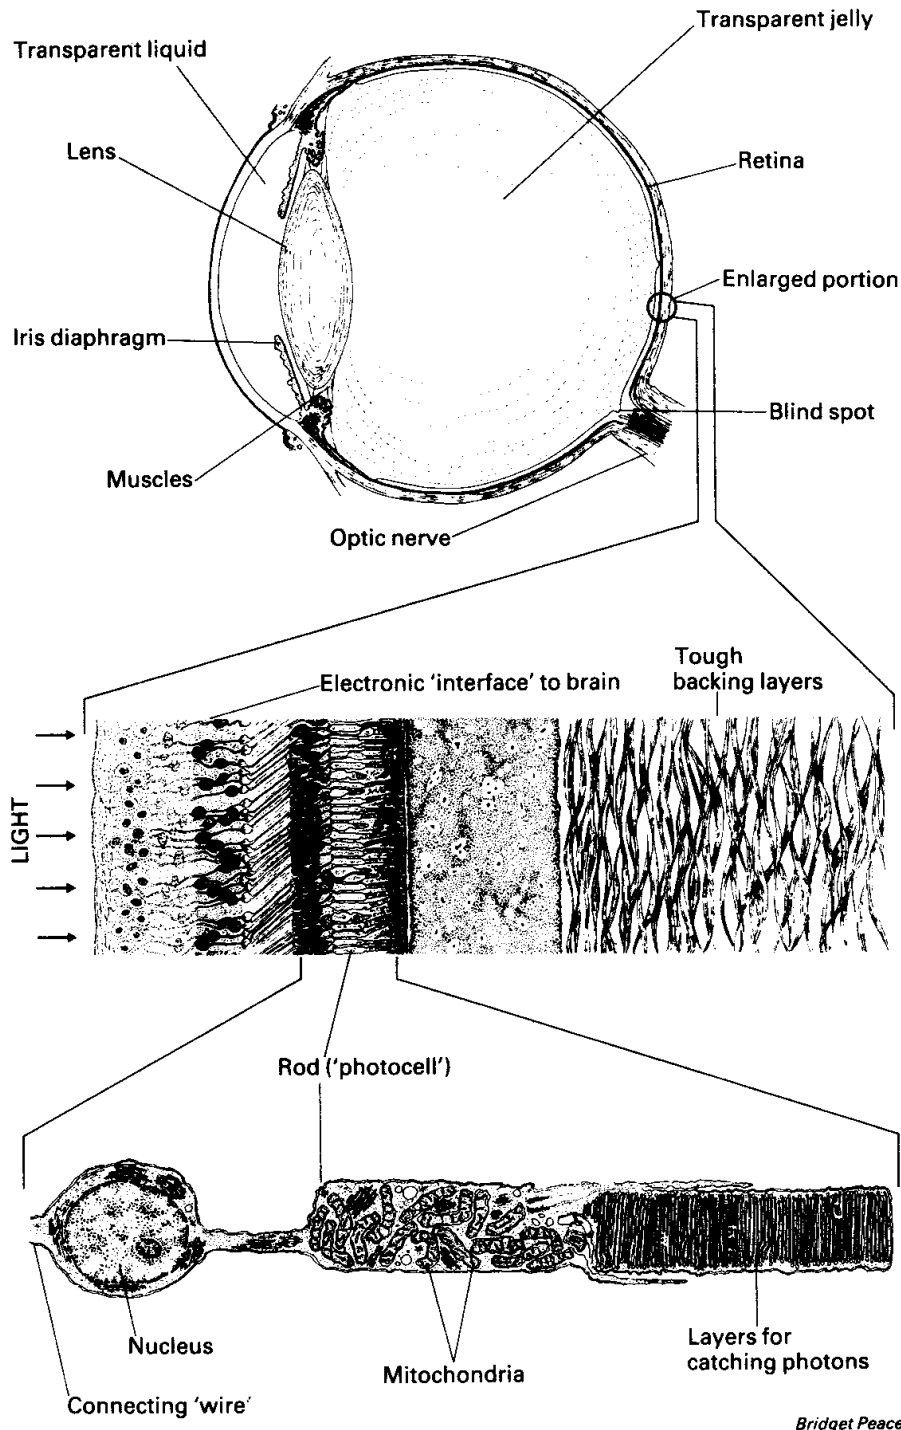 Transparent jelly
Transparent liquid
Lens
Retina
Enlarged portion
Iris diaphragm
Blind spot
Muscles
Optic nerve
Tough
backing layers
Electronic 'interface' to brain
LIGHT
Rod ('photocell')
Nucleus
Layers for
catching photons
Mitochondria
Connecting 'wire'
Bridget Peace